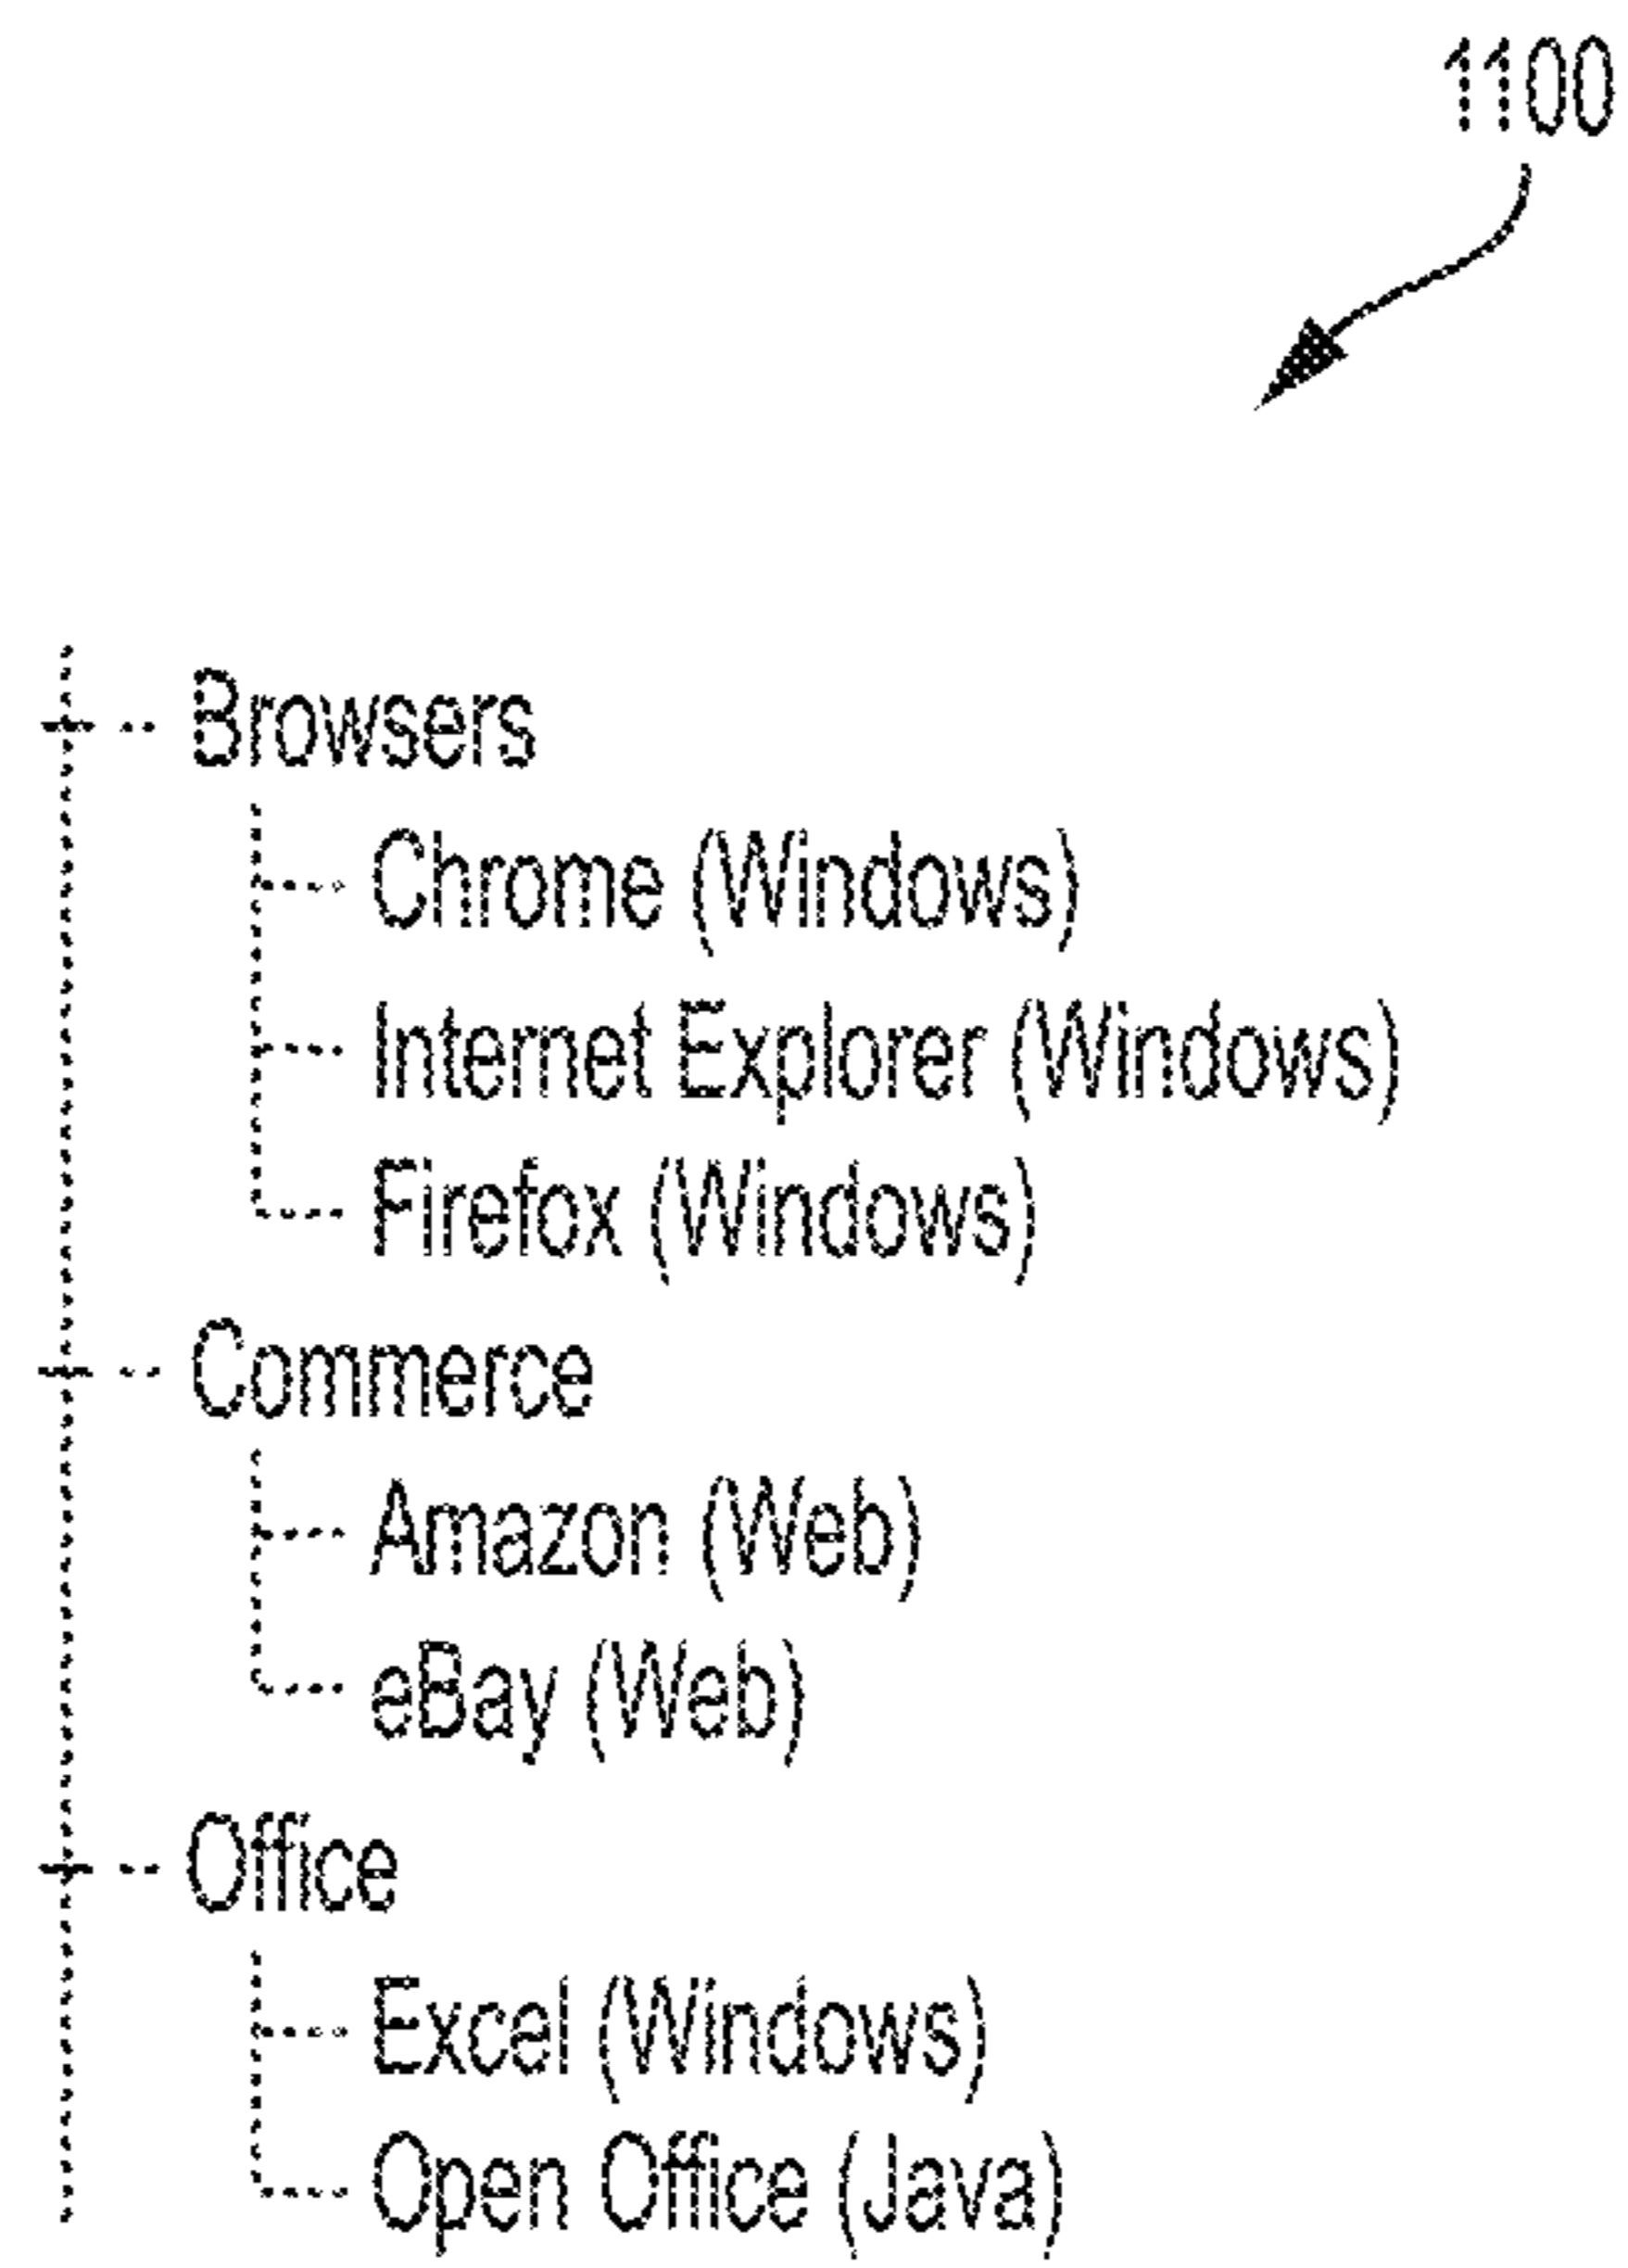 1100
Browsers
Chrome (Windows)
Internet Explorer (Windows)
Firefox (Windows)
Commerce
Amazon (Web)
eBay (Web)
Office
Excel (Windows)
Open Office (Java)